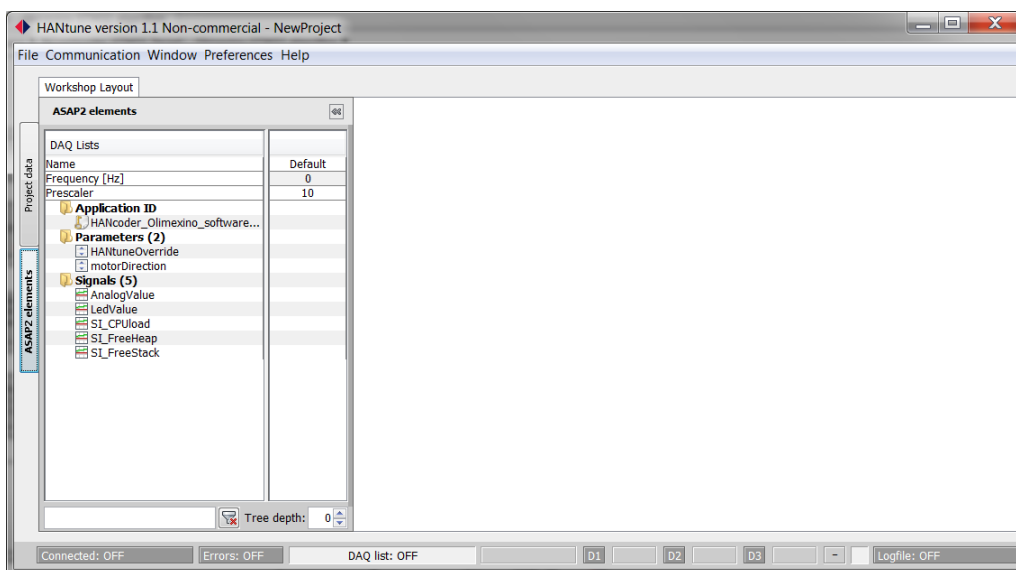 HANtune version 1.1 Non-commercial - NewProject
File Communication Window Preferences Help
Workshop Layout
ASAP2 elements
Project data
ASAP2 elements
DAQ Lists
Name Default
Frequency [Hz] 0
Prescaler 10
Application ID
HANcoder_Olimexino_software...
Parameters (2)
HANtuneOverride
motorDirection
Signals (5)
AnalogValue
LedValue
SI_CPUload
SI_FreeHeap
SI_FreeStack
Tree depth: 0
Connected: OFF Errors: OFF DAQ list: OFF D1 D2 D3 - Logfile: OFF